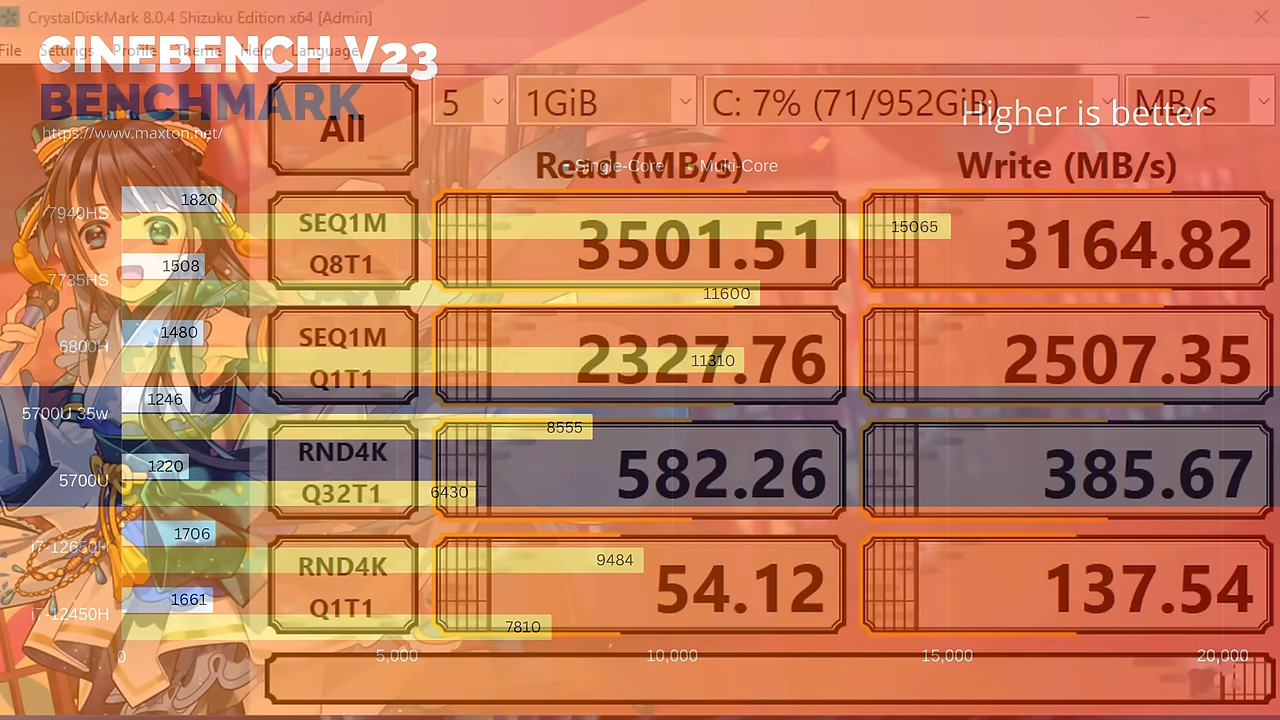 CrystalDiskMark 8.0.4 Shizuku Edition x64 [Admin]
File Settings Profile Theme Help Language
CINEBENCH V23
BENCHMARK
https://www.maxton.net/
Higher is better
All
5
1GiB
C: 7% (71/952GiB)
MB/s
Read (MB/s)
Write (MB/s)
Single-Core
Multi-Core
SEQ1M
Q8T1
3501.51
3164.82
SEQ1M
Q1T1
2327.76
2507.35
RND4K
Q32T1
582.26
385.67
RND4K
Q1T1
54.12
137.54
7940HS
1820
15065
7735HS
1508
11600
6800H
1480
11310
5700U 35w
1246
8555
5700U
1220
6430
i7-12650H
1706
9484
i7-12450H
1661
7810
0
5,000
10,000
15,000
20,000